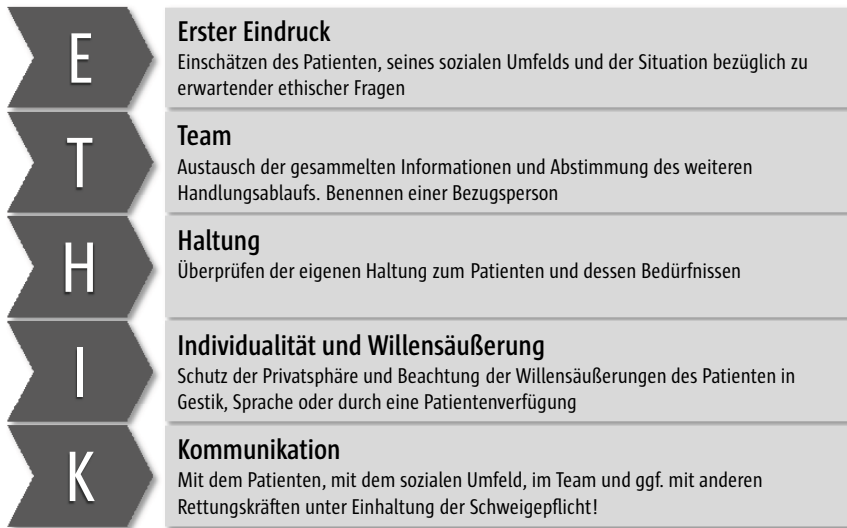 E
Erster Eindruck
Einschätzen des Patienten, seines sozialen Umfelds und der Situation bezüglich zu
erwartender ethischer Fragen
T
Team
Austausch der gesammelten Informationen und Abstimmung des weiteren
Handlungsablaufs. Benennen einer Bezugsperson
H
Haltung
Überprüfen der eigenen Haltung zum Patienten und dessen Bedürfnissen
I
Individualität und Willensäußerung
Schutz der Privatsphäre und Beachtung der Willensäußerungen des Patienten in
Gestik, Sprache oder durch eine Patientenverfügung
K
Kommunikation
Mit dem Patienten, mit dem sozialen Umfeld, im Team und ggf. mit anderen
Rettungskräften unter Einhaltung der Schweigepflicht!